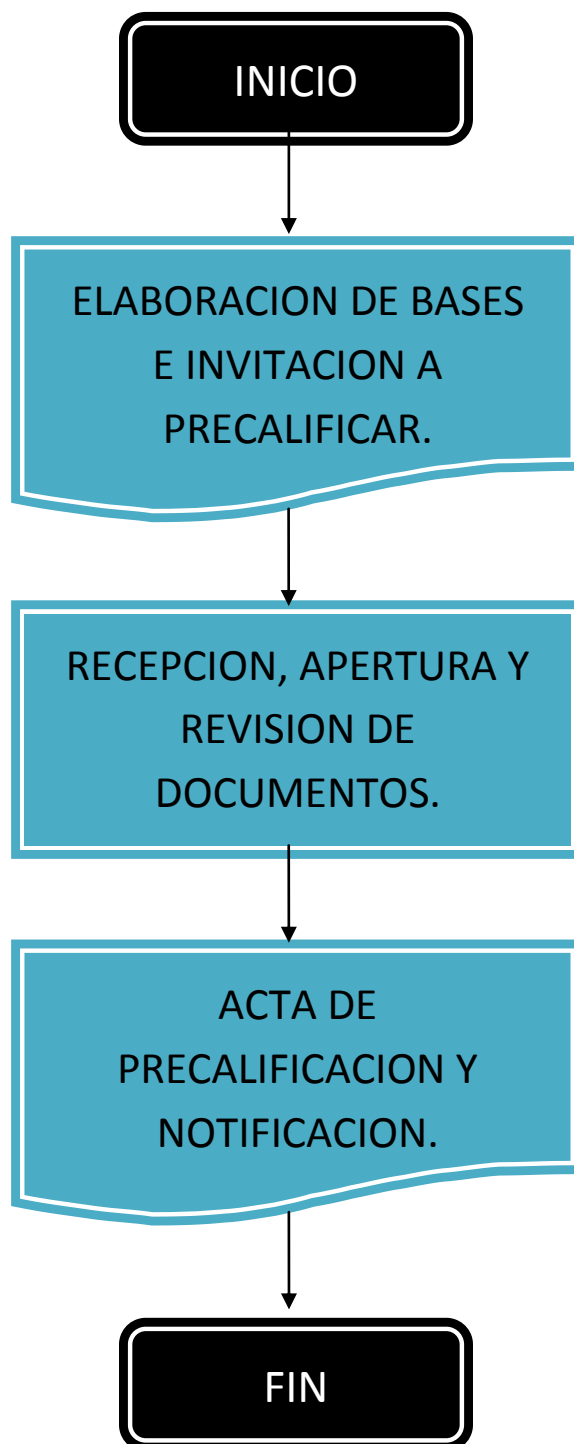 INICIO
ELABORACION DE BASES
E INVITACION A
PRECALIFICAR.
RECEPCION, APERTURA Y
REVISION DE
DOCUMENTOS.
ACTA DE
PRECALIFICACION Y
NOTIFICACION.
FIN